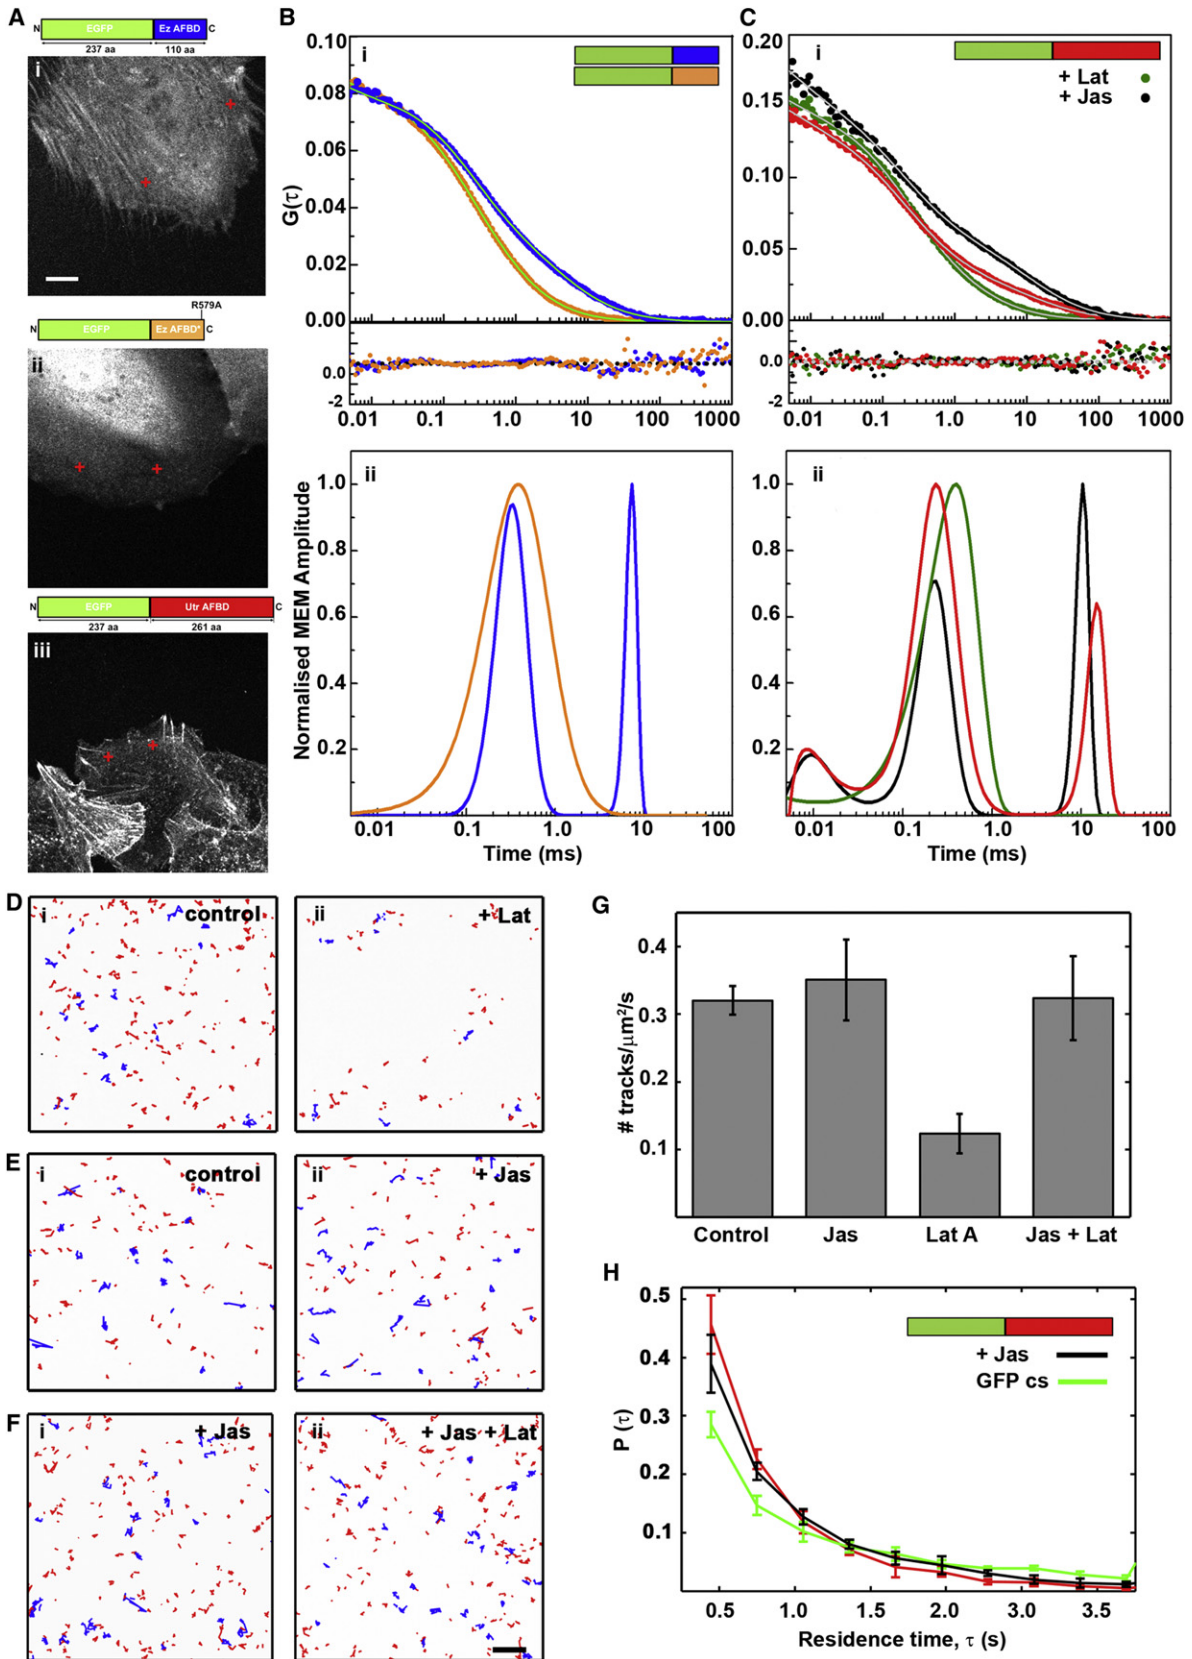 A
N EGFP Ez AFBD C
237 aa 110 aa
i
R579A
N EGFP Ez AFBD* C
ii
N EGFP Utr AFBD C
237 aa 261 aa
iii
B
i
0.10
0.08
0.06
0.04
0.02
0.00
G(τ)
0.0
-2
0.01 0.1 1.0 10 100 1000
ii
1.0
0.8
0.6
0.4
0.2
Normalised MEM Amplitude
0.01 0.1 1.0 10 100
Time (ms)
C
i
+ Lat
+ Jas
0.20
0.15
0.10
0.05
0.00
0.0
-2
0.01 0.1 1.0 10 100 1000
ii
1.0
0.8
0.6
0.4
0.2
0.01 0.1 1.0 10 100
Time (ms)
D
i control
ii + Lat
E
i control
ii + Jas
F
i + Jas
ii + Jas + Lat
G
0.4
0.3
0.2
0.1
# tracks/μm²/s
Control Jas Lat A Jas + Lat
H
0.5
0.4
0.3
0.2
0.1
P (τ)
+ Jas
GFP cs
0.5 1.0 1.5 2.0 3.0 3.5
Residence time, τ (s)